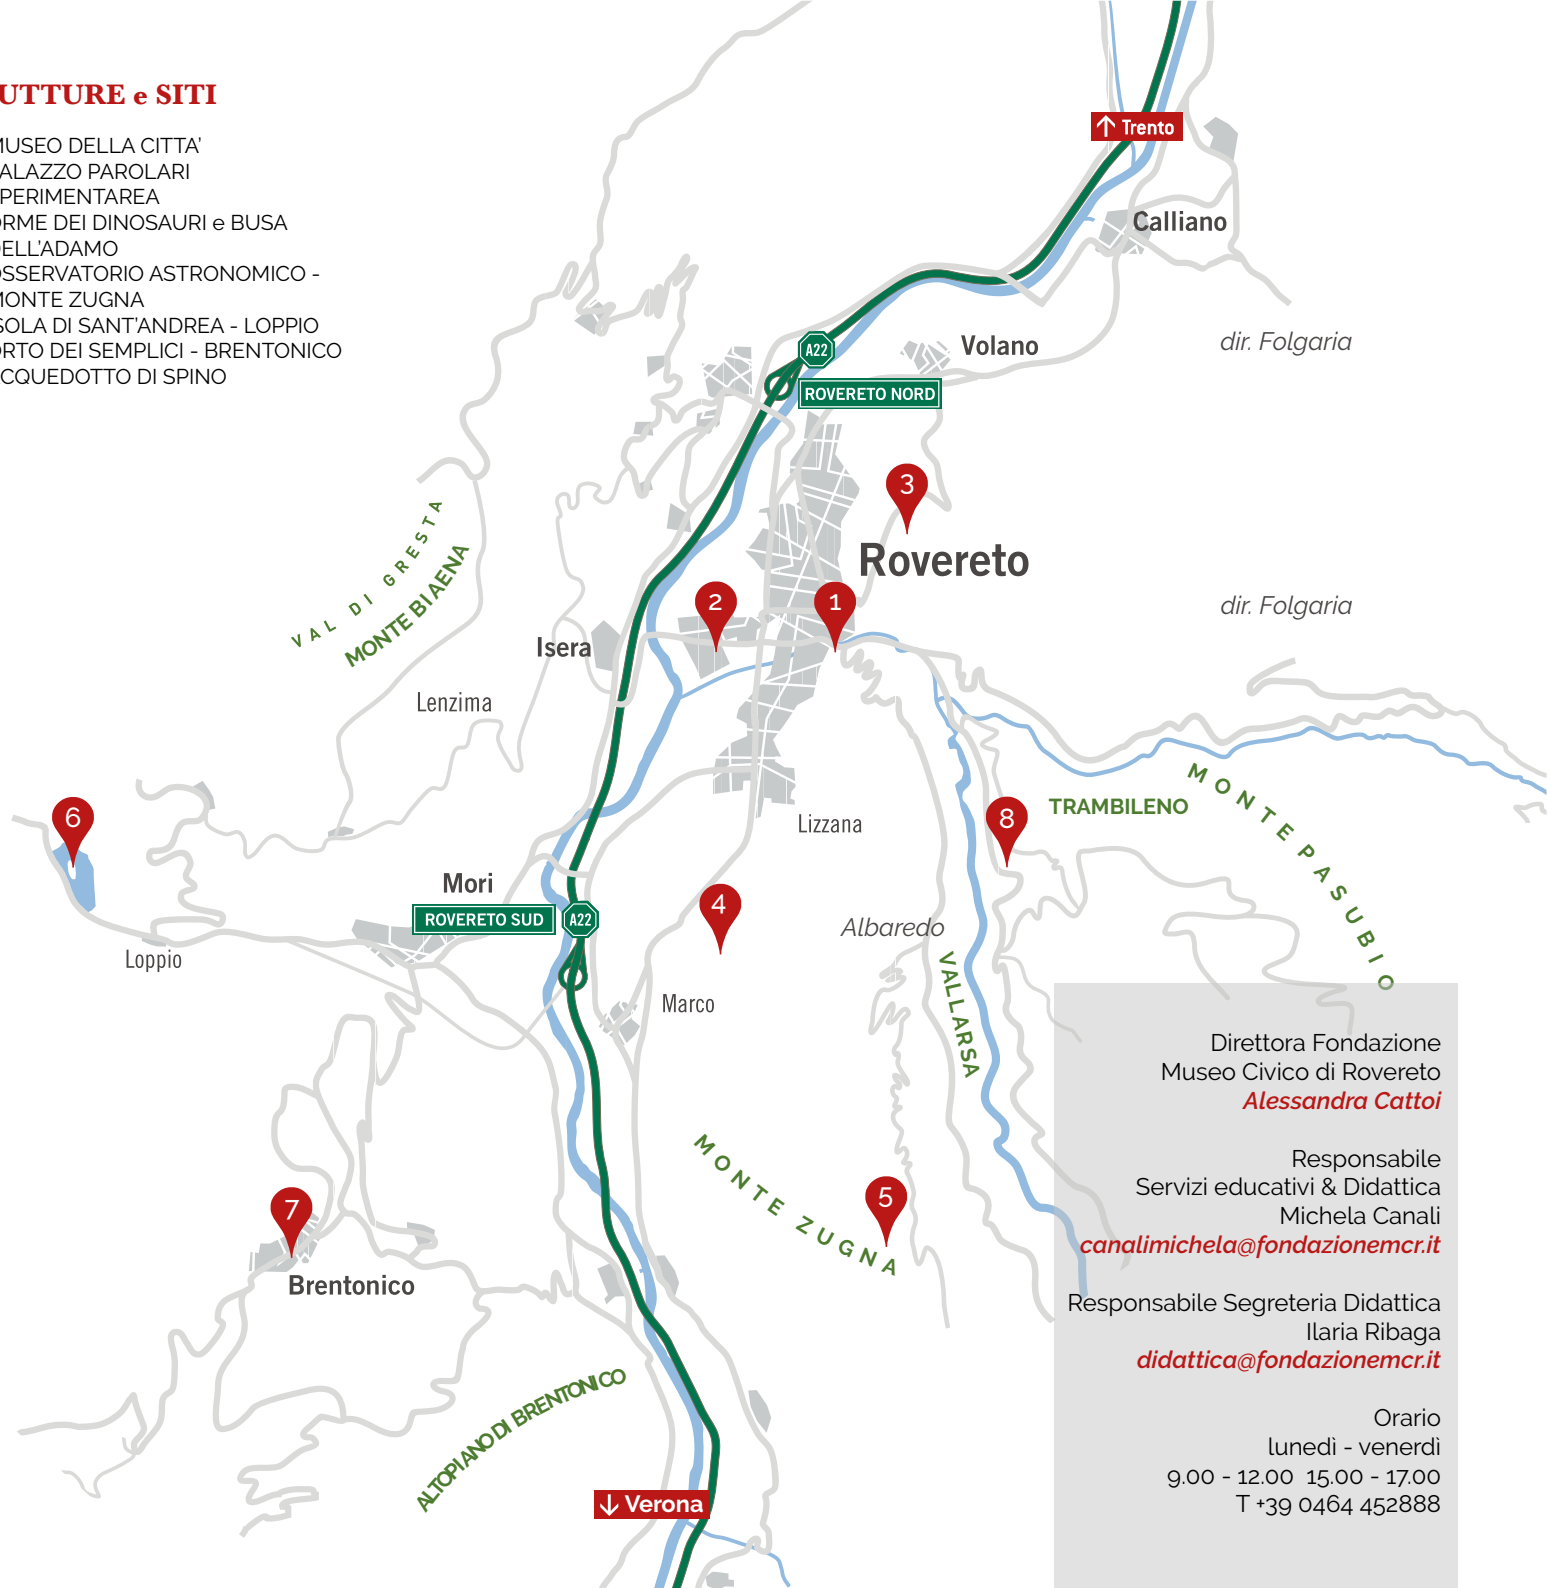 UTTURE e SITI
MUSEO DELLA CITTA'
ALAZZO PAROLARI
PERIMENTAREA
ORME DEI DINOSAURI e BUSA
DELL'ADAMO
OSSERVATORIO ASTRONOMICO -
MONTE ZUGNA
SOLA DI SANT'ANDREA - LOPPIO
ORTO DEI SEMPLICI - BRENTONICO
ACQUEDOTTO DI SPINO
↑ Trento
Calliano
dir. Folgaria
Volano
A22
ROVERETO NORD
3
Rovereto
VAL DI GRESTA
MONTE BIAENA
2
1
dir. Folgaria
Isera
Lenzima
MONTE PASUBIO
TRAMBILENO
6
8
Lizzana
Mori
ROVERETO SUD
A22
4
Albaredo
Loppio
VALLARSA
Marco
MONTE ZUGNA
5
7
Brentonico
ALTOPIANO DI BRENTONICO
↓ Verona
Direttora Fondazione
Museo Civico di Rovereto
Alessandra Cattoi
Responsabile
Servizi educativi & Didattica
Michela Canali
canalimichela@fondazionemcr.it
Responsabile Segreteria Didattica
Ilaria Ribaga
didattica@fondazionemcr.it
Orario
lunedì - venerdì
9.00 - 12.00 15.00 - 17.00
T +39 0464 452888